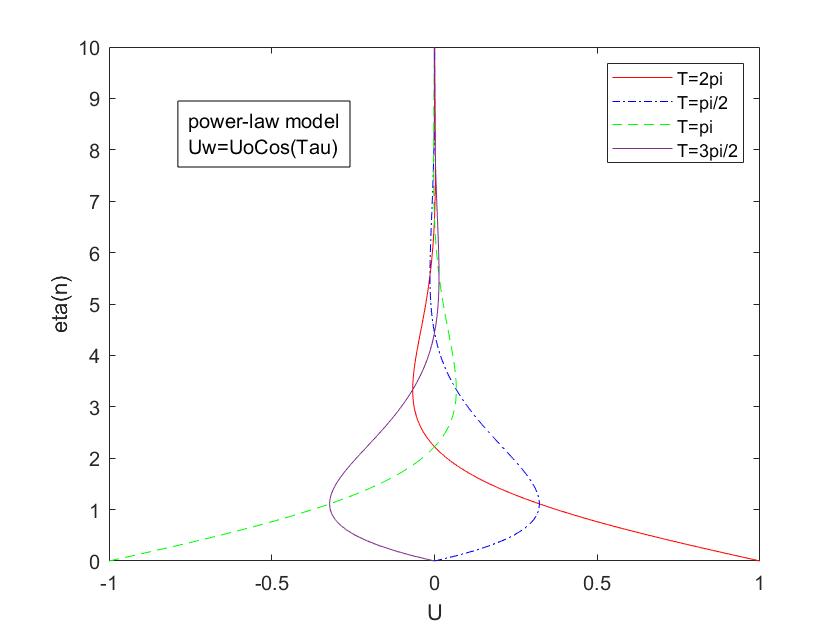 10
9
8
7
6
5
4
3
2
1
0
eta(n)
power-law model
Uw=UoCos(Tau)
T=2pi
T=pi/2
T=pi
T=3pi/2
-1
-0.5
0
0.5
1
U